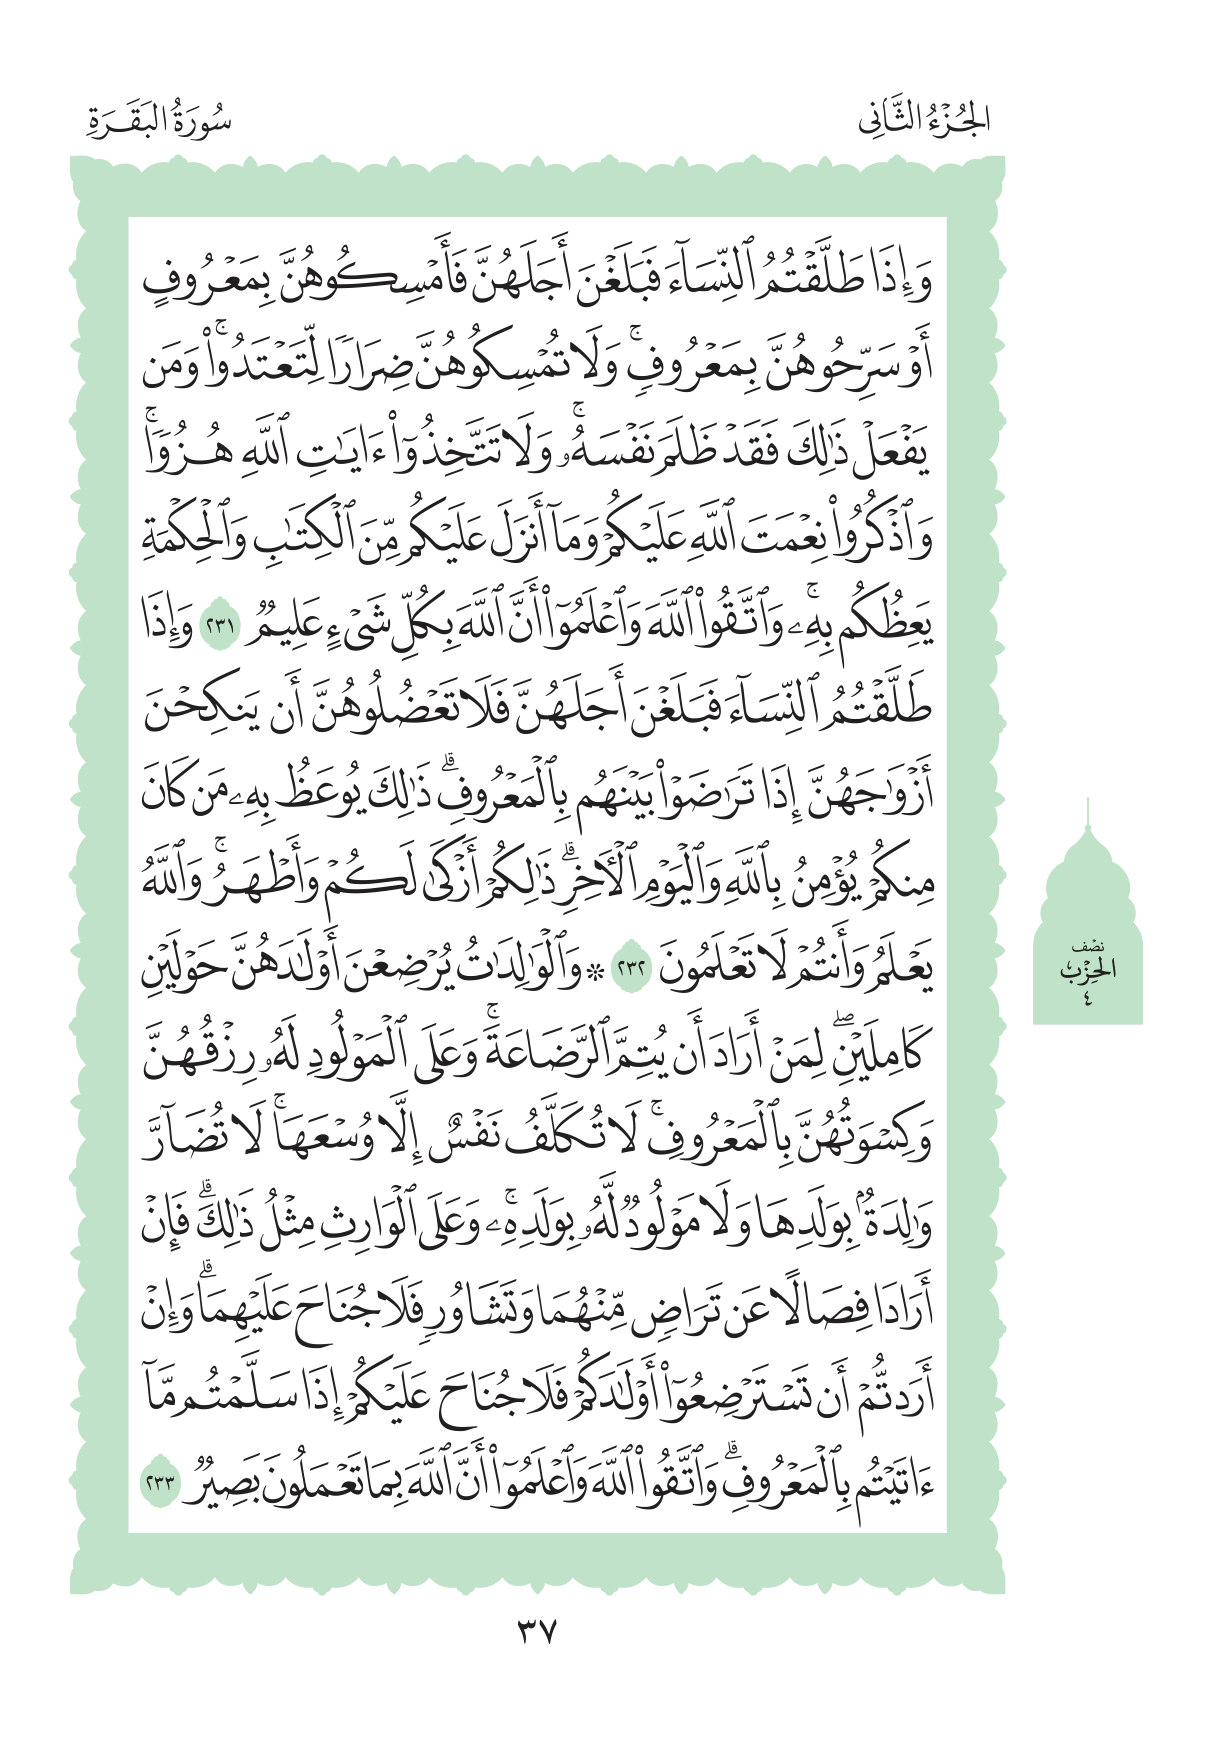 الجُزْءُ الثَّانِى
سُورَةُ البَقَرَةِ
وَإِذَا طَلَّقْتُمُ ٱلنِّسَآءَ فَبَلَغْنَ أَجَلَهُنَّ فَأَمْسِكُوهُنَّ بِمَعْرُوفٍ
أَوْ سَرِّحُوهُنَّ بِمَعْرُوفٍۚ وَلَا تُمْسِكُوهُنَّ ضِرَارًا لِّتَعْتَدُوا۟ۚ وَمَن
يَفْعَلْ ذَٰلِكَ فَقَدْ ظَلَمَ نَفْسَهُۥۚ وَلَا تَتَّخِذُوٓا۟ ءَايَٰتِ ٱللَّهِ هُزُوًاۚ
وَٱذْكُرُوا۟ نِعْمَتَ ٱللَّهِ عَلَيْكُمْ وَمَآ أَنزَلَ عَلَيْكُم مِّنَ ٱلْكِتَٰبِ وَٱلْحِكْمَةِ
يَعِظُكُم بِهِۦۚ وَٱتَّقُوا۟ ٱللَّهَ وَٱعْلَمُوٓا۟ أَنَّ ٱللَّهَ بِكُلِّ شَىْءٍ عَلِيمٌ ٢٣١ وَإِذَا
طَلَّقْتُمُ ٱلنِّسَآءَ فَبَلَغْنَ أَجَلَهُنَّ فَلَا تَعْضُلُوهُنَّ أَن يَنكِحْنَ
أَزْوَٰجَهُنَّ إِذَا تَرَٰضَوْا۟ بَيْنَهُم بِٱلْمَعْرُوفِۗ ذَٰلِكَ يُوعَظُ بِهِۦ مَن كَانَ
مِنكُمْ يُؤْمِنُ بِٱللَّهِ وَٱلْيَوْمِ ٱلْـَٔاخِرِۗ ذَٰلِكُمْ أَزْكَىٰ لَكُمْ وَأَطْهَرُۚ وَٱللَّهُ
يَعْلَمُ وَأَنتُمْ لَا تَعْلَمُونَ ٢٣٢ ۞ وَٱلْوَٰلِدَٰتُ يُرْضِعْنَ أَوْلَٰدَهُنَّ حَوْلَيْنِ
كَامِلَيْنِۖ لِمَنْ أَرَادَ أَن يُتِمَّ ٱلرَّضَاعَةَۚ وَعَلَى ٱلْمَوْلُودِ لَهُۥ رِزْقُهُنَّ
وَكِسْوَتُهُنَّ بِٱلْمَعْرُوفِۚ لَا تُكَلَّفُ نَفْسٌ إِلَّا وُسْعَهَاۚ لَا تُضَآرَّ
وَٰلِدَةٌۢ بِوَلَدِهَا وَلَا مَوْلُودٌ لَّهُۥ بِوَلَدِهِۦۚ وَعَلَى ٱلْوَارِثِ مِثْلُ ذَٰلِكَۗ فَإِنْ
أَرَادَا فِصَالًا عَن تَرَاضٍ مِّنْهُمَا وَتَشَاوُرٍ فَلَا جُنَاحَ عَلَيْهِمَاۗ وَإِنْ
أَرَدتُّمْ أَن تَسْتَرْضِعُوٓا۟ أَوْلَٰدَكُمْ فَلَا جُنَاحَ عَلَيْكُمْ إِذَا سَلَّمْتُم مَّآ
ءَاتَيْتُم بِٱلْمَعْرُوفِۗ وَٱتَّقُوا۟ ٱللَّهَ وَٱعْلَمُوٓا۟ أَنَّ ٱللَّهَ بِمَا تَعْمَلُونَ بَصِيرٌ ٢٣٣
نصف
الحِزْب
٤
٣٧